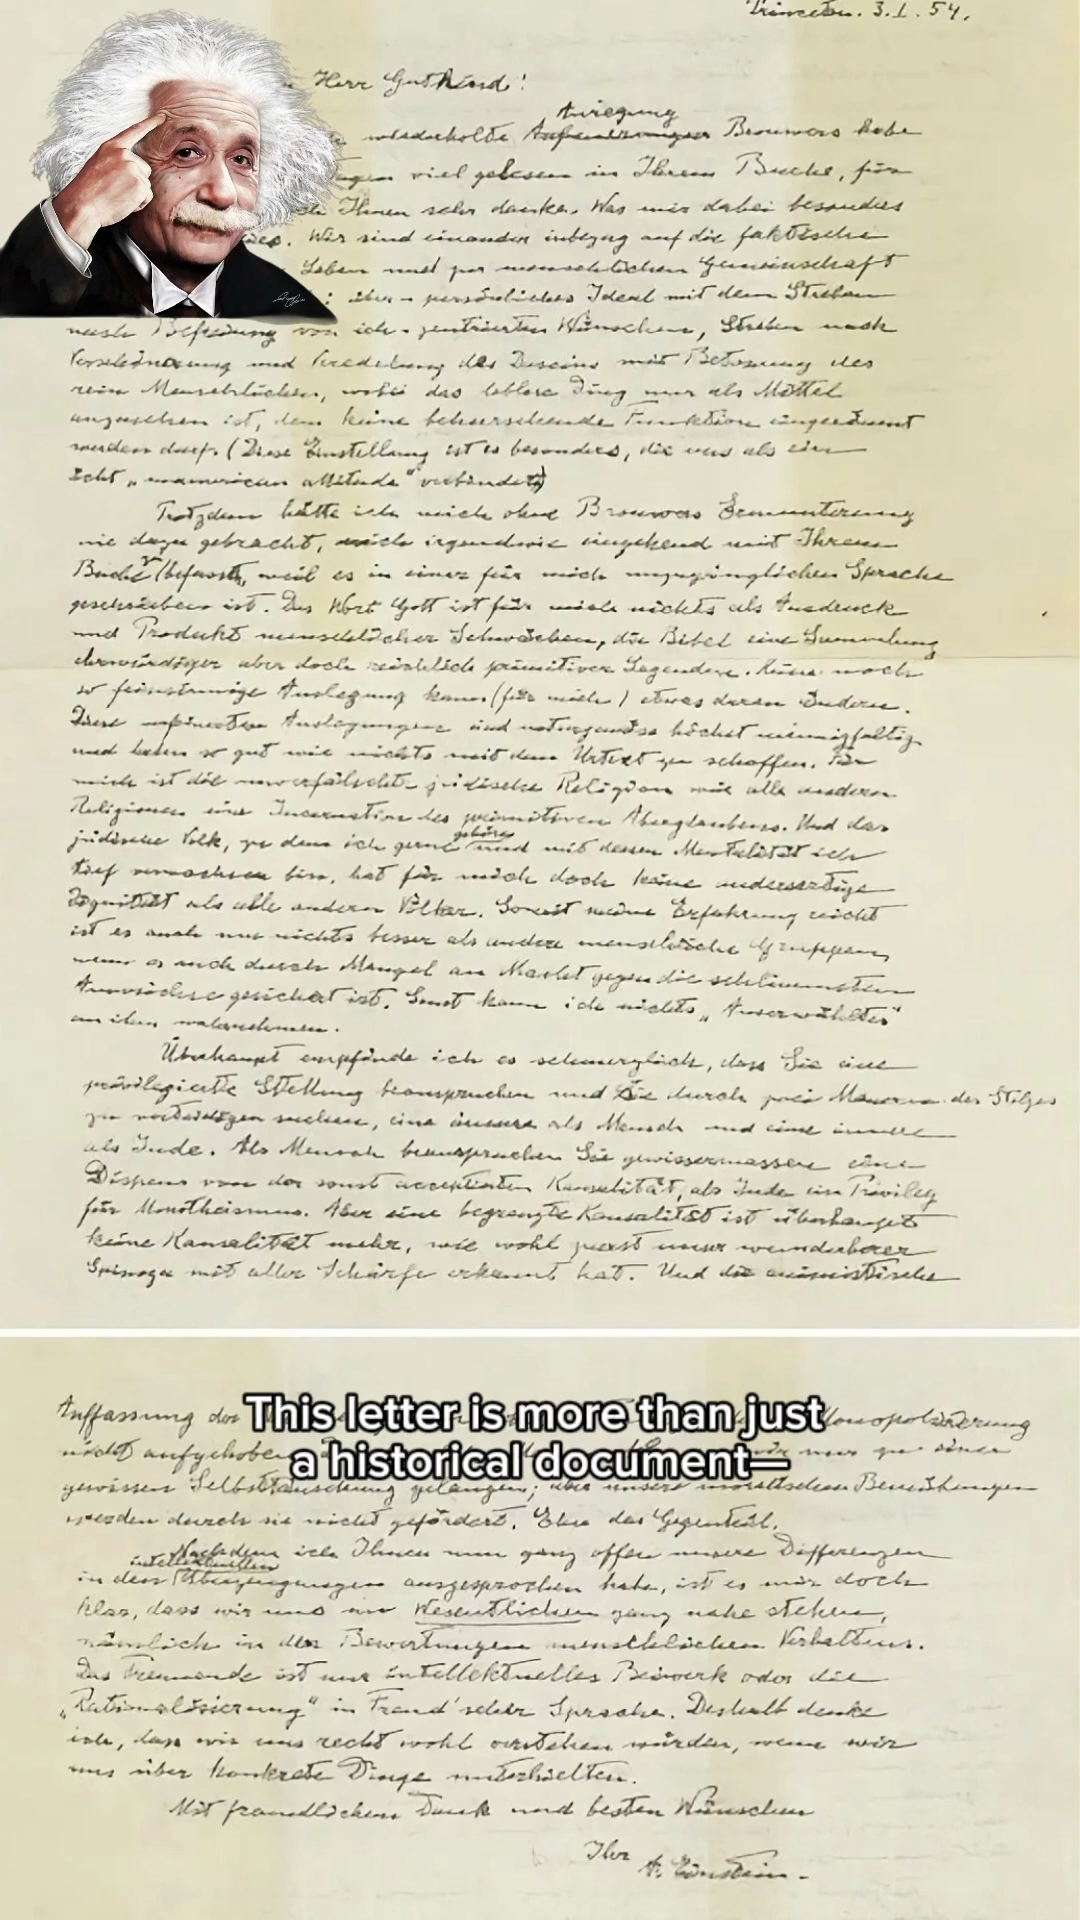 Princeton. 3.I.54.
Herr Gutkind!
Anregung
wiederholte Brouwers habe
viel gelesen in Ihrem Buche, für
Ihnen sehr danke. Was mir dabei besonders
Wir sind einander inbezug auf die faktische
Leben und zur menschlichen Gemeinschaft
über-persönliches Ideal mit dem Streben
nach Befreiung von ich-zentrierten Wünschen, Streben nach
Verschönerung und Veredelung des Daseins mit Betonung des
rein Menschlichen, wobei das leblose Ding nur als Mittel
anzusehen ist, dem keine beherrschende Funktion eingeräumt
werden darf. (Diese Einstellung ist es besonders, die uns als ein
ächt „unamerican attitude" verbindet)
Trotzdem hätte ich mich ohne Brouwers Ermunterung
nie dazu gebracht, mich irgendwie eingehend mit Ihrem
Buche zu befassen, weil es in einer für mich unzugänglichen Sprache
geschrieben ist. Das Wort Gott ist für mich nichts als Ausdruck
und Produkt menschlicher Schwächen, die Bibel eine Sammlung
ehrwürdiger aber doch reichlich primitiver Legenden. Keine noch
so feinsinnige Auslegung kann (für mich) etwas daran ändern.
Diese verfeinerten Auslegungen sind naturgemäss höchst mannigfaltig
und haben so gut wie nichts mit dem Urtext zu schaffen. Für
mich ist die unverfälschte jüdische Religion wie alle anderen
Religionen eine Incarnation des primitiven Aberglaubens. Und das
jüdische Volk, zu dem ich gerne gehöre und mit dessen Mentalität ich
tief verwachsen bin, hat für mich doch keine andersartige
Dignität als alle anderen Völker. Soweit meine Erfahrung reicht
ist es auch um nichts besser als andere menschliche Gruppen,
wenn es auch durch Mangel an Macht gegen die schlimmsten
Auswüchse gesichert ist. Sonst kann ich nichts „Auserwähltes"
an ihm wahrnehmen.
Überhaupt empfinde ich es schmerzlich, dass Sie eine
privilegierte Stellung beanspruchen und sie durch zwei Mauern des Stolzes
zu verteidigen suchen, eine äussere als Mensch und eine innere
als Jude. Als Mensch beanspruchen Sie gewissermassen einen
Dispens von der sonst acceptierten Kausalität, als Jude ein Privileg
für Monotheismus. Aber eine begrenzte Kausalität ist überhaupt
keine Kausalität mehr, wie wohl zuerst unser wunderbarer
Spinoza mit aller Schärfe erkannt hat. Und die animistische
This letter is more than just
a historical document—
Auffassung der Monopolisierung
nicht aufgehoben wir nur zu einer
gewissen Selbsttäuschung gelangen; aber unsere moralischen Bemühungen
werden durch sie nicht gefördert. Eher das Gegenteil.
Nachdem ich Ihnen nun ganz offen unsere Differenzen
intellektuellen
in den Überzeugungen ausgesprochen habe, ist es mir doch
klar, dass wir uns im Wesentlichen ganz nahe stehen,
nämlich in den Bewertungen menschlichen Verhaltens.
Das Trennende ist nur intellektuelles Beiwerk oder die
„Rationalisierung" in Freud'scher Sprache. Deshalb denke
ich, dass wir uns recht wohl verstehen würden, wenn wir
uns über konkrete Dinge unterhielten.
Mit freundlichem Dank und besten Wünschen
Ihr
A. Einstein.